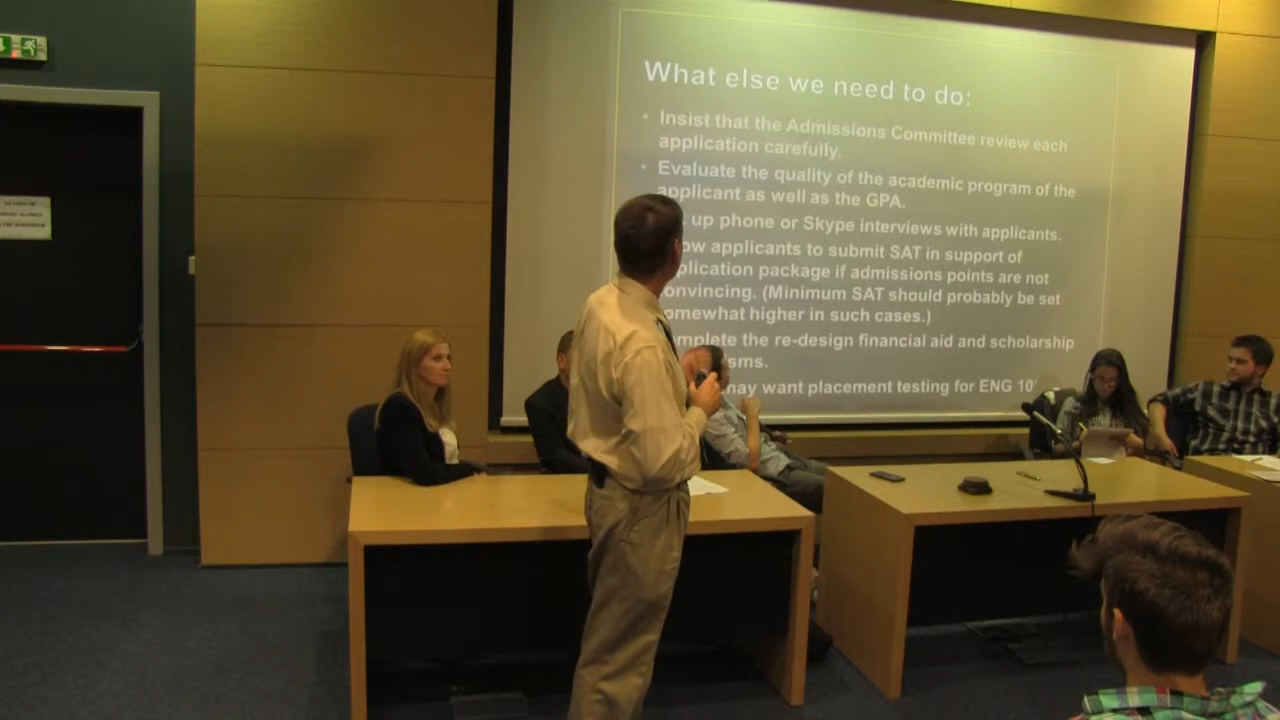 What else we need to do:
• Insist that the Admissions Committee review each
application carefully.
• Evaluate the quality of the academic program of the
applicant as well as the GPA.
up phone or Skype interviews with applicants.
applicants to submit SAT in support of
package if admissions points are not
convincing. (Minimum SAT should probably be set
somewhat higher in such cases.)
the re-design financial aid and scholarship
may want placement testing for ENG